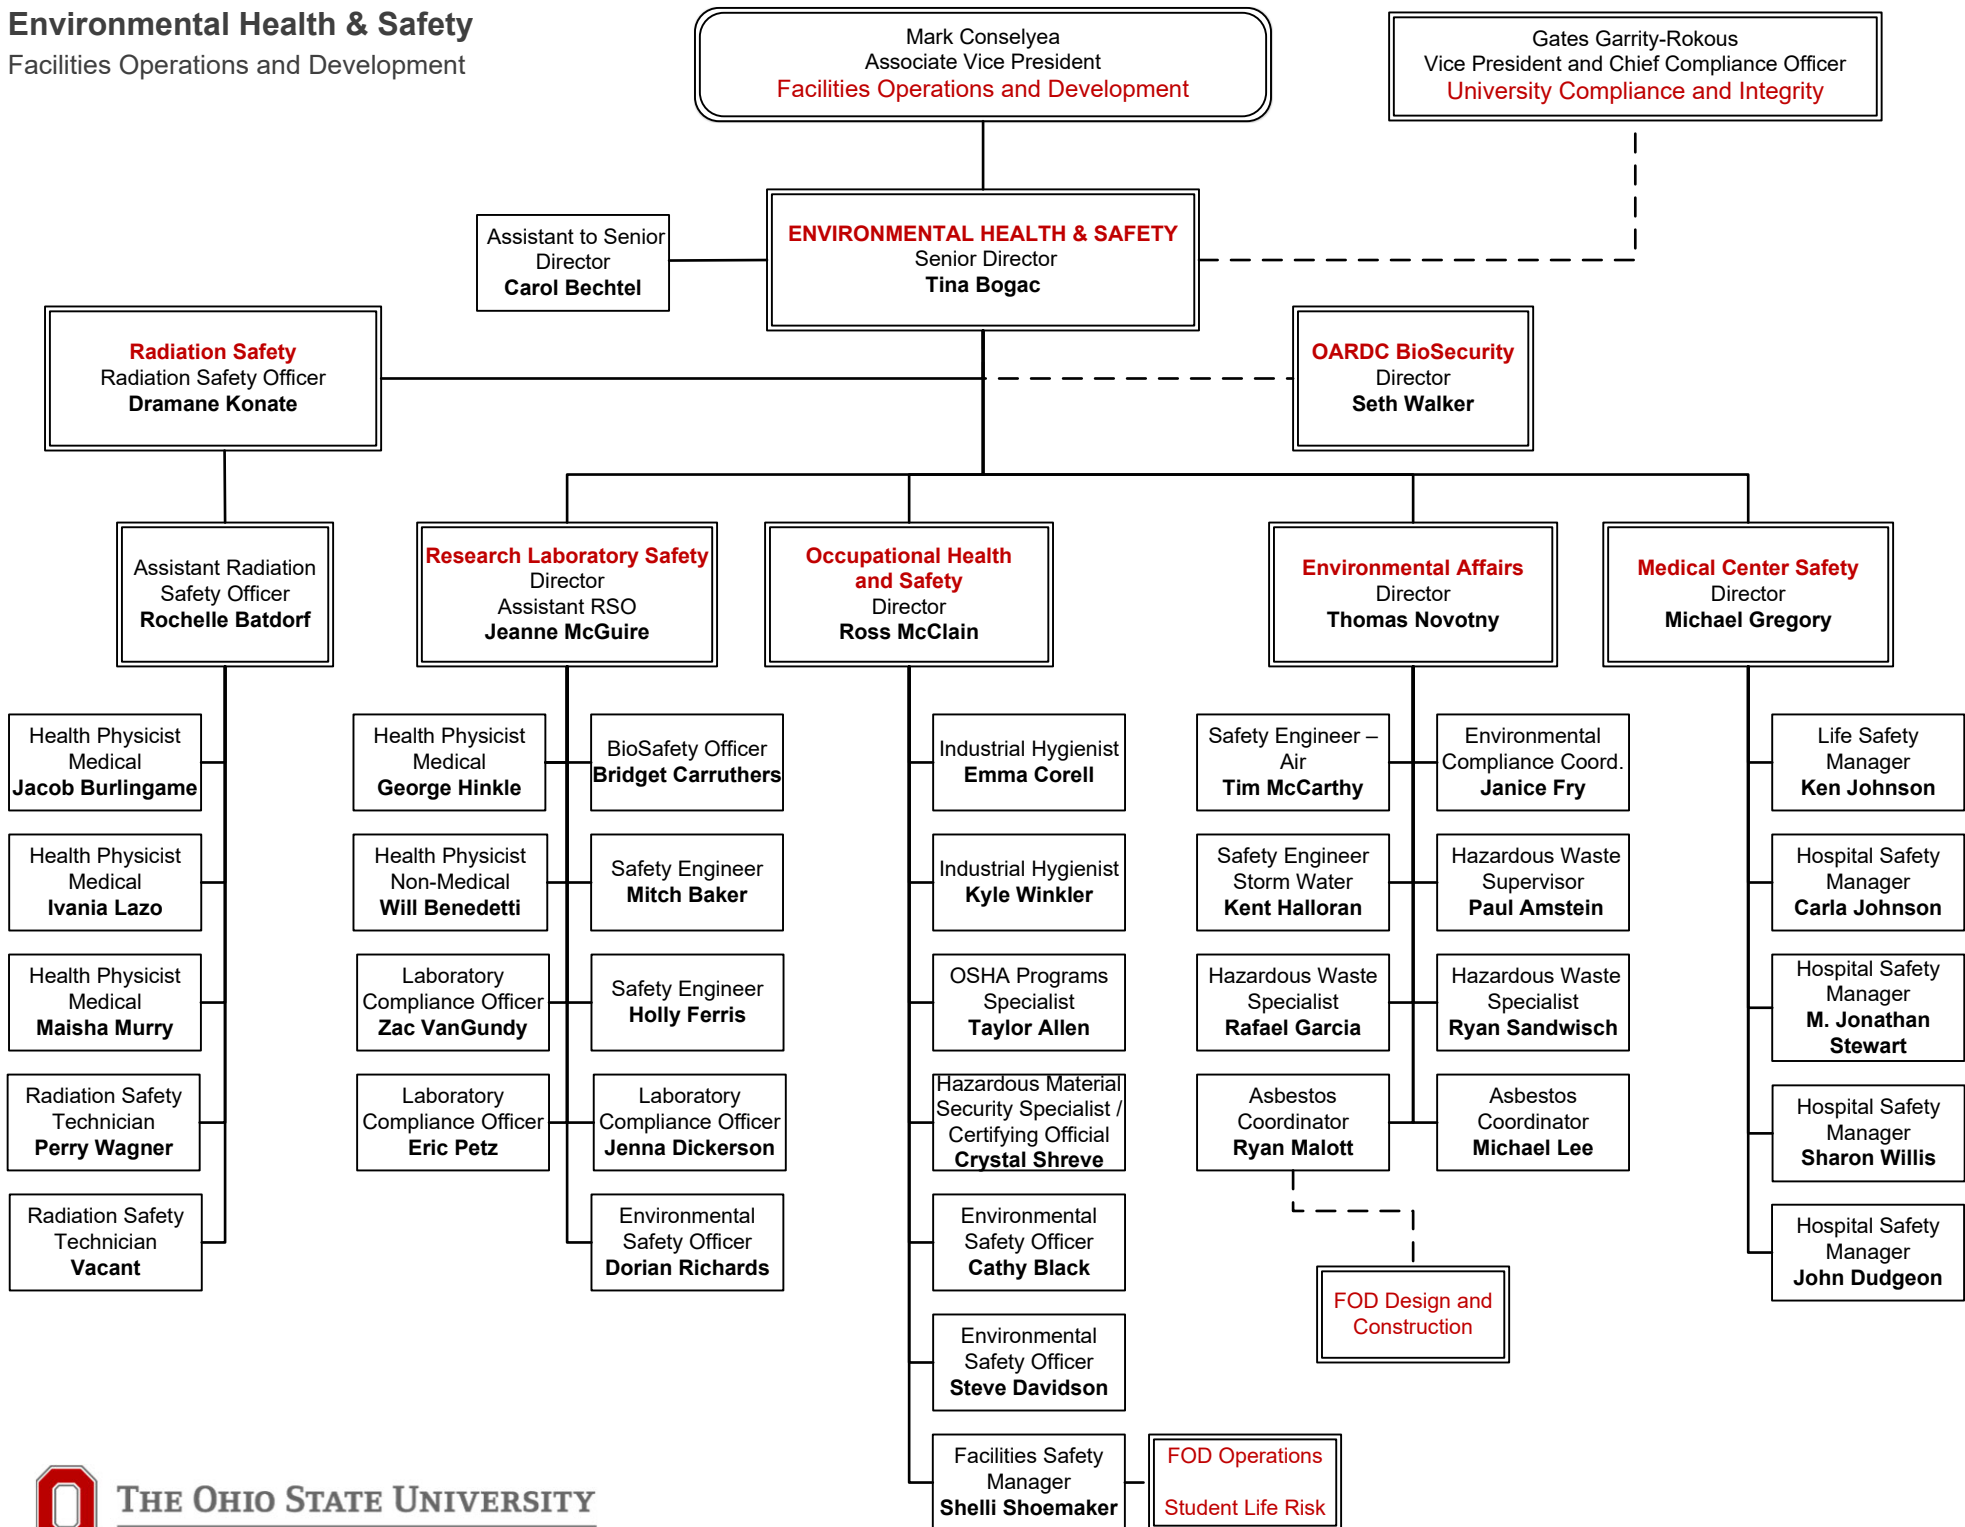 Environmental Health & Safety
Facilities Operations and Development
Mark Conselyea
Associate Vice President
Facilities Operations and Development
Gates Garrity-Rokous
Vice President and Chief Compliance Officer
University Compliance and Integrity
Assistant to Senior
Director
Carol Bechtel
ENVIRONMENTAL HEALTH & SAFETY
Senior Director
Tina Bogac
Radiation Safety
Radiation Safety Officer
Dramane Konate
OARDC BioSecurity
Director
Seth Walker
Assistant Radiation
Safety Officer
Rochelle Batdorf
Research Laboratory Safety
Director
Assistant RSO
Jeanne McGuire
Occupational Health
and Safety
Director
Ross McClain
Environmental Affairs
Director
Thomas Novotny
Medical Center Safety
Director
Michael Gregory
Health Physicist
Medical
Jacob Burlingame
Health Physicist
Medical
Ivania Lazo
Health Physicist
Medical
Maisha Murry
Radiation Safety
Technician
Perry Wagner
Radiation Safety
Technician
Vacant
Health Physicist
Medical
George Hinkle
BioSafety Officer
Bridget Carruthers
Health Physicist
Non-Medical
Will Benedetti
Safety Engineer
Mitch Baker
Laboratory
Compliance Officer
Zac VanGundy
Safety Engineer
Holly Ferris
Laboratory
Compliance Officer
Eric Petz
Laboratory
Compliance Officer
Jenna Dickerson
Environmental
Safety Officer
Dorian Richards
Industrial Hygienist
Emma Corell
Industrial Hygienist
Kyle Winkler
OSHA Programs
Specialist
Taylor Allen
Hazardous Material
Security Specialist /
Certifying Official
Crystal Shreve
Environmental
Safety Officer
Cathy Black
Environmental
Safety Officer
Steve Davidson
Facilities Safety
Manager
Shelli Shoemaker
FOD Operations
Student Life Risk
Safety Engineer –
Air
Tim McCarthy
Environmental
Compliance Coord.
Janice Fry
Safety Engineer
Storm Water
Kent Halloran
Hazardous Waste
Supervisor
Paul Amstein
Hazardous Waste
Specialist
Rafael Garcia
Hazardous Waste
Specialist
Ryan Sandwisch
Asbestos
Coordinator
Ryan Malott
Asbestos
Coordinator
Michael Lee
FOD Design and
Construction
Life Safety
Manager
Ken Johnson
Hospital Safety
Manager
Carla Johnson
Hospital Safety
Manager
M. Jonathan
Stewart
Hospital Safety
Manager
Sharon Willis
Hospital Safety
Manager
John Dudgeon
THE OHIO STATE UNIVERSITY